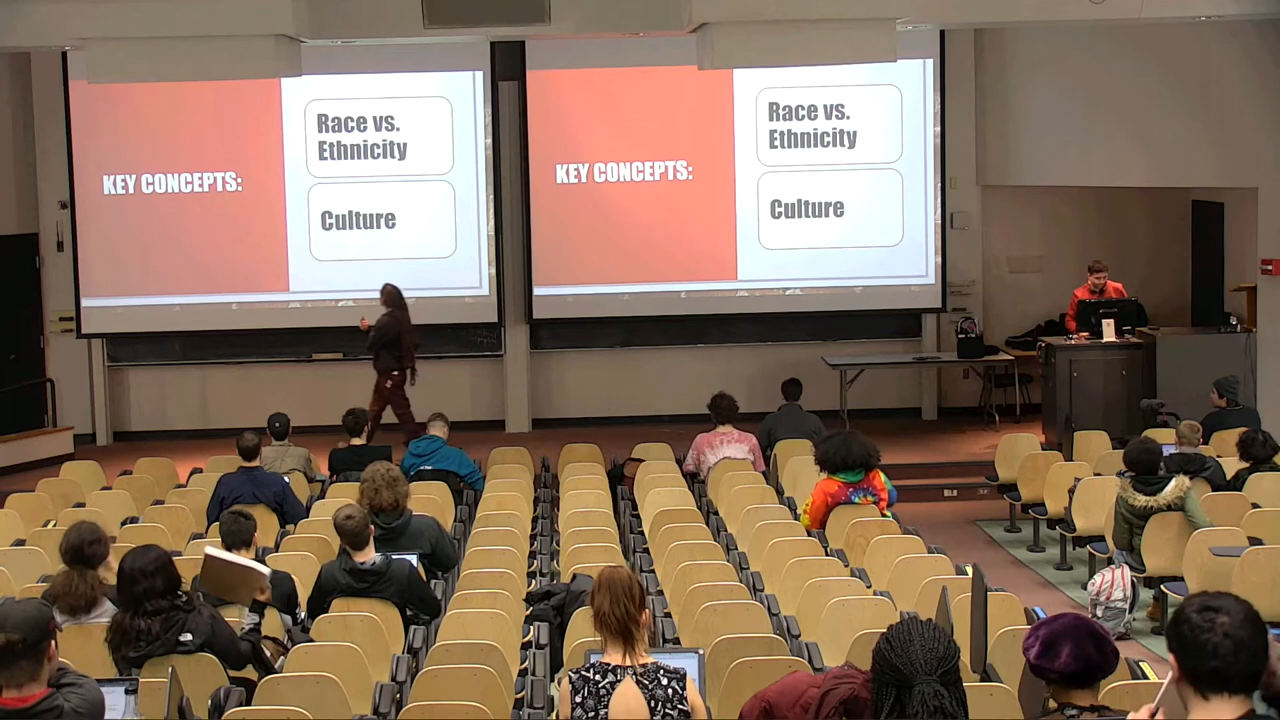 KEY CONCEPTS:
Race vs.
Ethnicity
Culture
KEY CONCEPTS:
Race vs.
Ethnicity
Culture